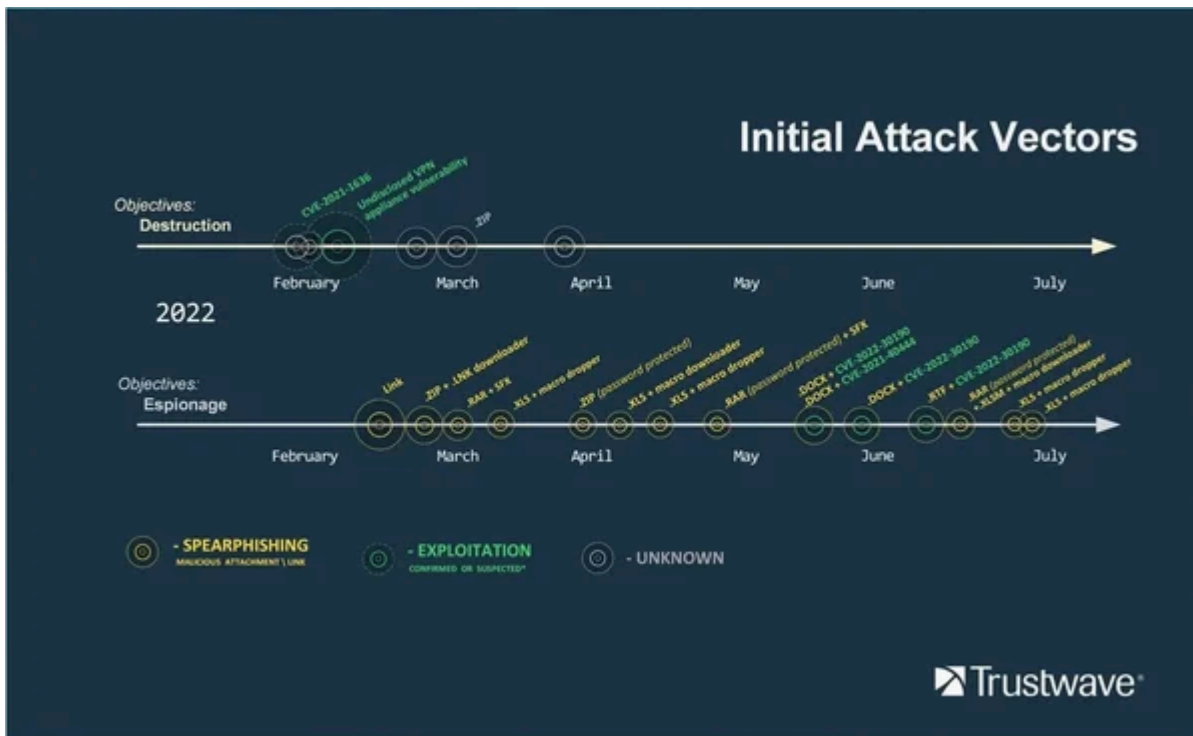 Initial Attack Vectors
Objectives:
Destruction
CVE-2021-1636
Undisclosed VPN
appliance vulnerability
.ZIP
February March April May June July
2022
Objectives:
Espionage
Link
.ZIP + .LNK downloader
.RAR + SFX
.XLS + macro dropper
.ZIP (password protected)
.XLS + macro downloader
.XLS + macro dropper
.RAR (password protected) + SFX
.DOCX + CVE-2022-30190
.DOCX + CVE-2021-40444
.DOCX + CVE-2022-30190
.RTF + CVE-2022-30190
.RAR (password protected)
+.XLSM + macro downloader
.XLS + macro dropper
.XLS + macro dropper
February March April May June July
- SPEARPHISHING
MALICIOUS ATTACHMENT \ LINK
- EXPLOITATION
CONFIRMED OR SUSPECTED*
- UNKNOWN
Trustwave®